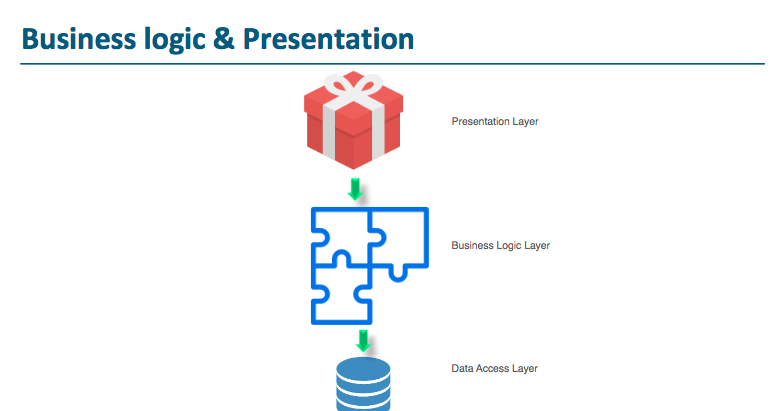 Business logic & Presentation
Presentation Layer
Business Logic Layer
Data Access Layer